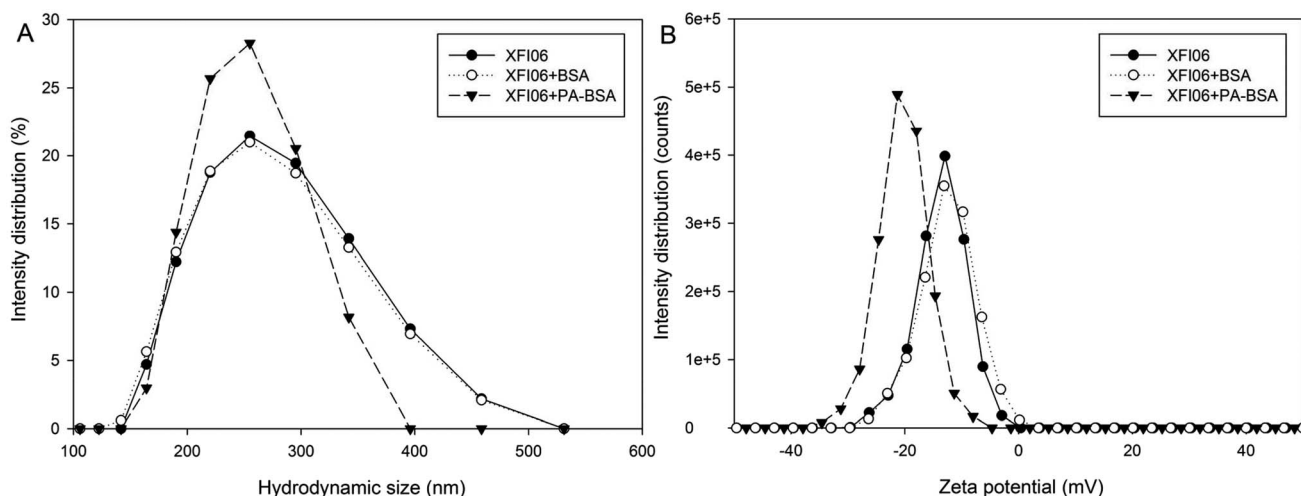 A
Intensity distribution (%)
30
25
20
15
10
5
0
XFI06
XFI06+BSA
XFI06+PA-BSA
100 200 300 400 500 600
Hydrodynamic size (nm)
B
Intensity distribution (counts)
6e+5
5e+5
4e+5
3e+5
2e+5
1e+5
0
XFI06
XFI06+BSA
XFI06+PA-BSA
-40 -20 0 20 40
Zeta potential (mV)